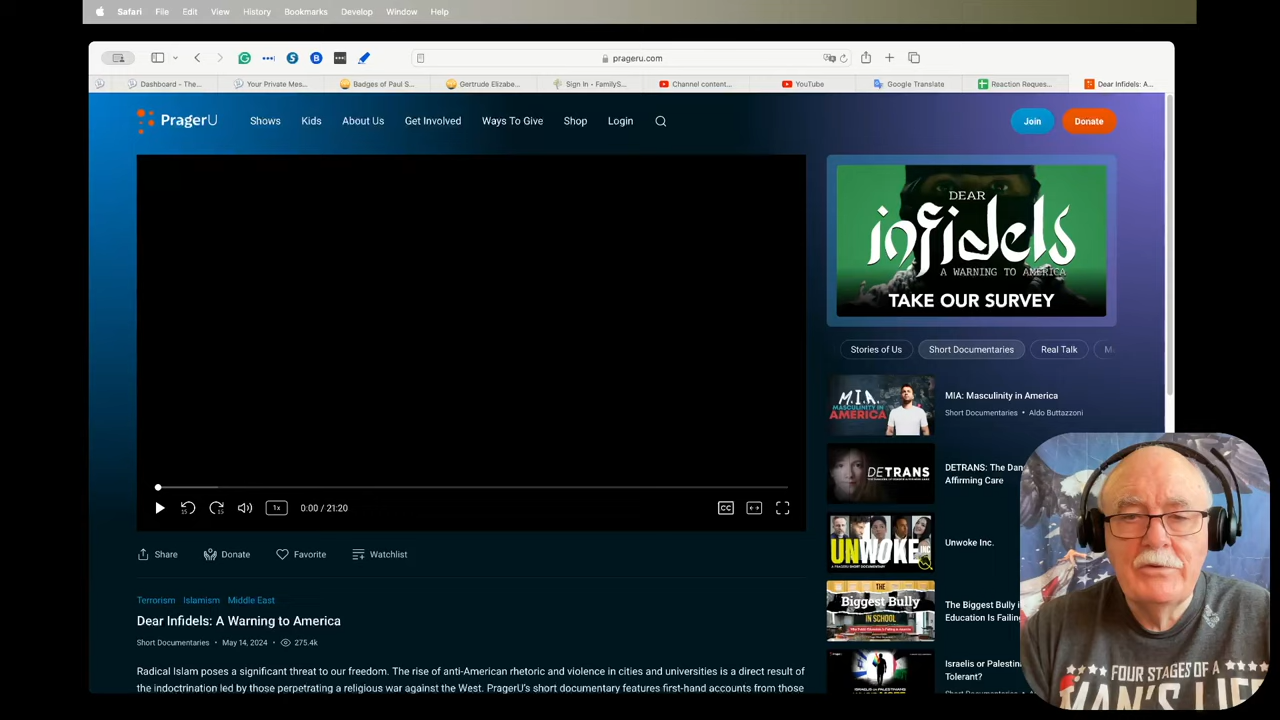 Safari File Edit View History Bookmarks Develop Window Help
prageru.com
Dashboard - The... Your Private Mes... Badges of Paul S... Gertrude Elizabe... Sign In - FamilyS... Channel content... YouTube Google Translate Reaction Reques... Dear Infidels: A...
PragerU Shows Kids About Us Get Involved Ways To Give Shop Login Join Donate
DEAR
infidels
A WARNING TO AMERICA
TAKE OUR SURVEY
Stories of Us Short Documentaries Real Talk M
M.I.A.
MASCULINITY IN
AMERICA
MIA: Masculinity in America
Short Documentaries • Aldo Buttazzoni
DETRANS
DETRANS: The Dan
Affirming Care
UNWOKE INC
Unwoke Inc.
THE
Biggest Bully
IN SCHOOL
The Biggest Bully i
Education Is Failing
Israelis or Palestin
Tolerant?
1x 0:00 / 21:20 CC
Share Donate Favorite Watchlist
Terrorism Islamism Middle East
Dear Infidels: A Warning to America
Short Documentaries • May 14, 2024 • 275.4k
Radical Islam poses a significant threat to our freedom. The rise of anti-American rhetoric and violence in cities and universities is a direct result of
the indoctrination led by those perpetrating a religious war against the West. PragerU's short documentary features first-hand accounts from those
FOUR STAGES OF A
MAN'S LIFE